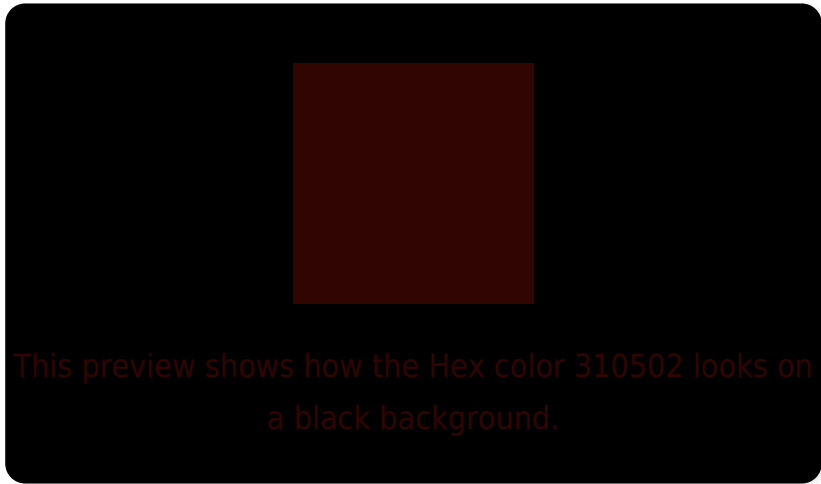 This preview shows how the Hex color 310502 looks on
a black background.